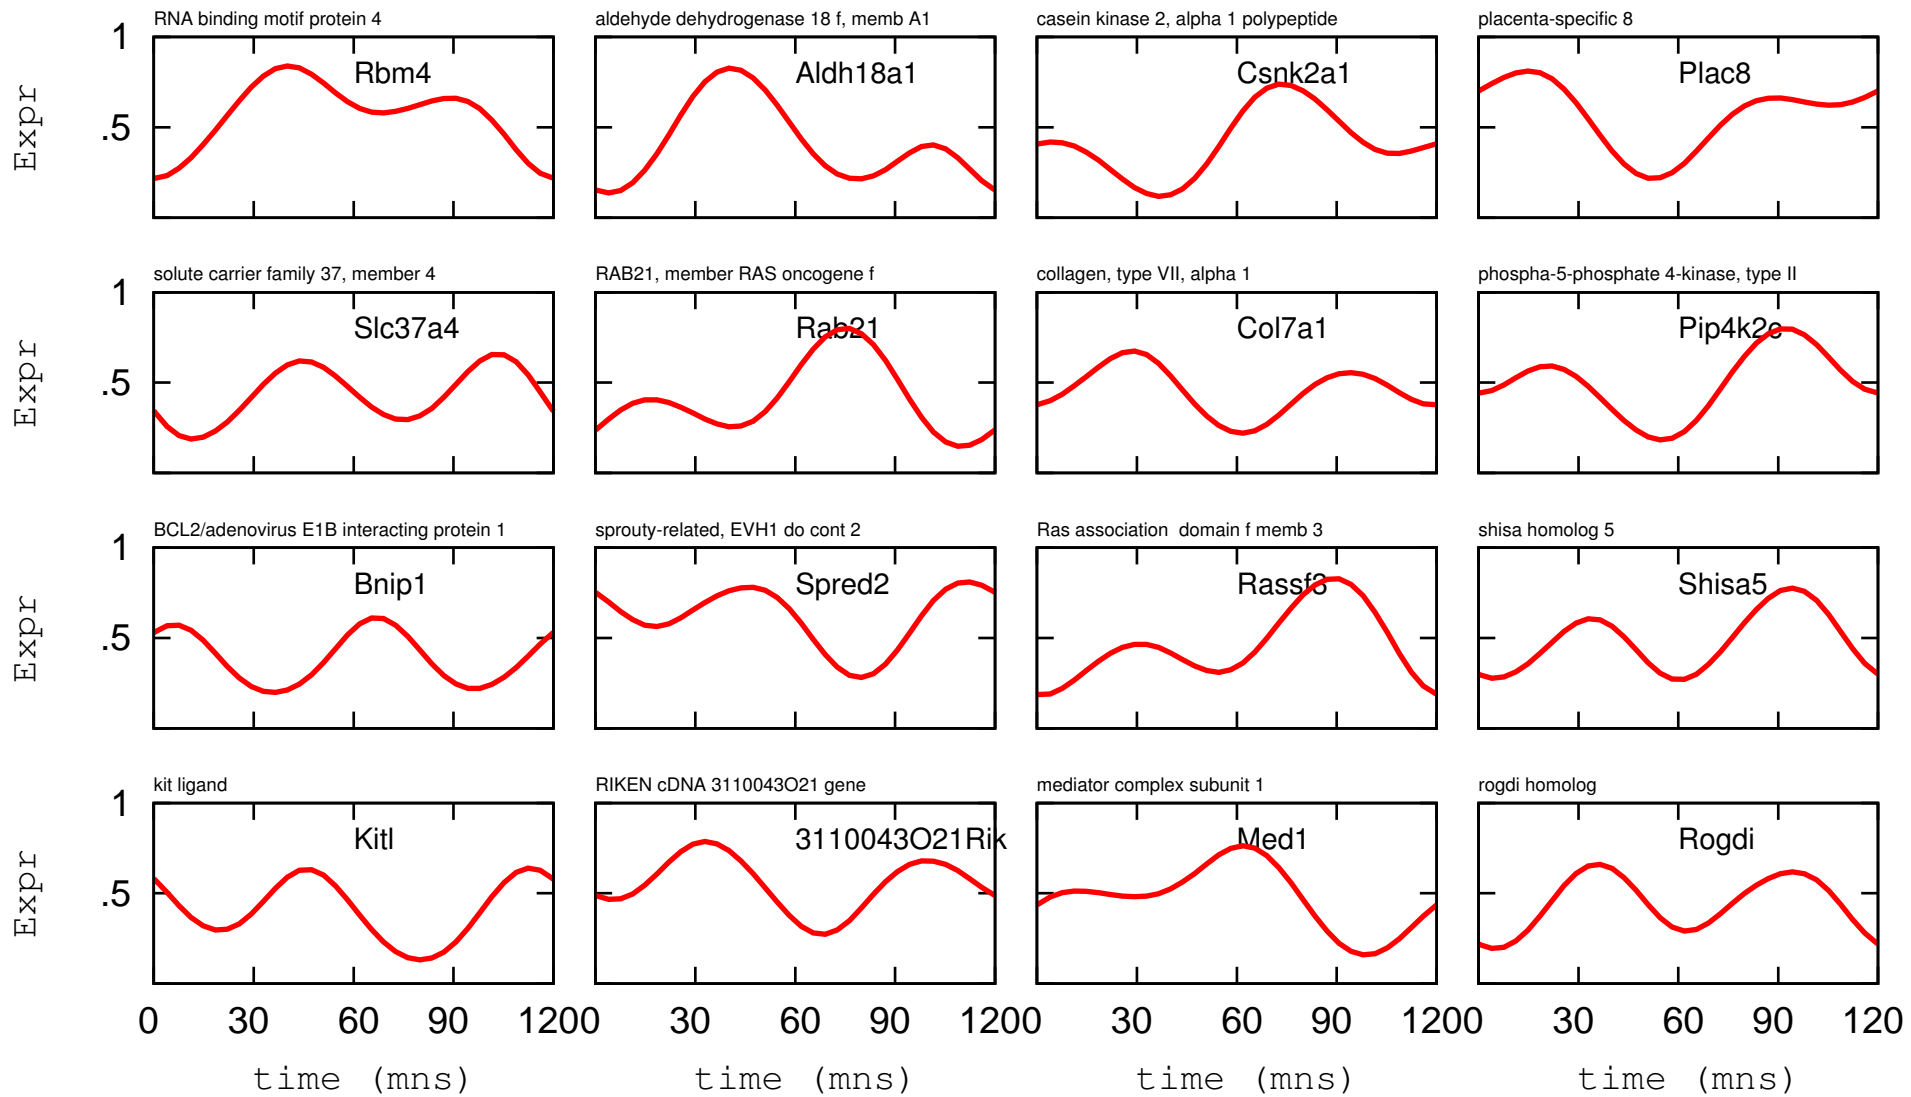 RNA binding motif protein 4
aldehyde dehydrogenase 18 f, memb A1
casein kinase 2, alpha 1 polypeptide
placenta-specific 8
1
.5
Expr
Rbm4
Aldh18a1
Csnk2a1
Plac8
solute carrier family 37, member 4
RAB21, member RAS oncogene f
collagen, type VII, alpha 1
phospha-5-phosphate 4-kinase, type II
1
.5
Expr
Slc37a4
Rab21
Col7a1
Pip4k2c
BCL2/adenovirus E1B interacting protein 1
sprouty-related, EVH1 do cont 2
Ras association  domain f memb 3
shisa homolog 5
1
.5
Expr
Bnip1
Spred2
Rassf3
Shisa5
kit ligand
RIKEN cDNA 3110043O21 gene
mediator complex subunit 1
rogdi homolog
1
.5
Expr
Kitl
3110043O21Rik
Med1
Rogdi
0 30 60 90 1200 30 60 90 1200 30 60 90 1200 30 60 90 120
time (mns)
time (mns)
time (mns)
time (mns)